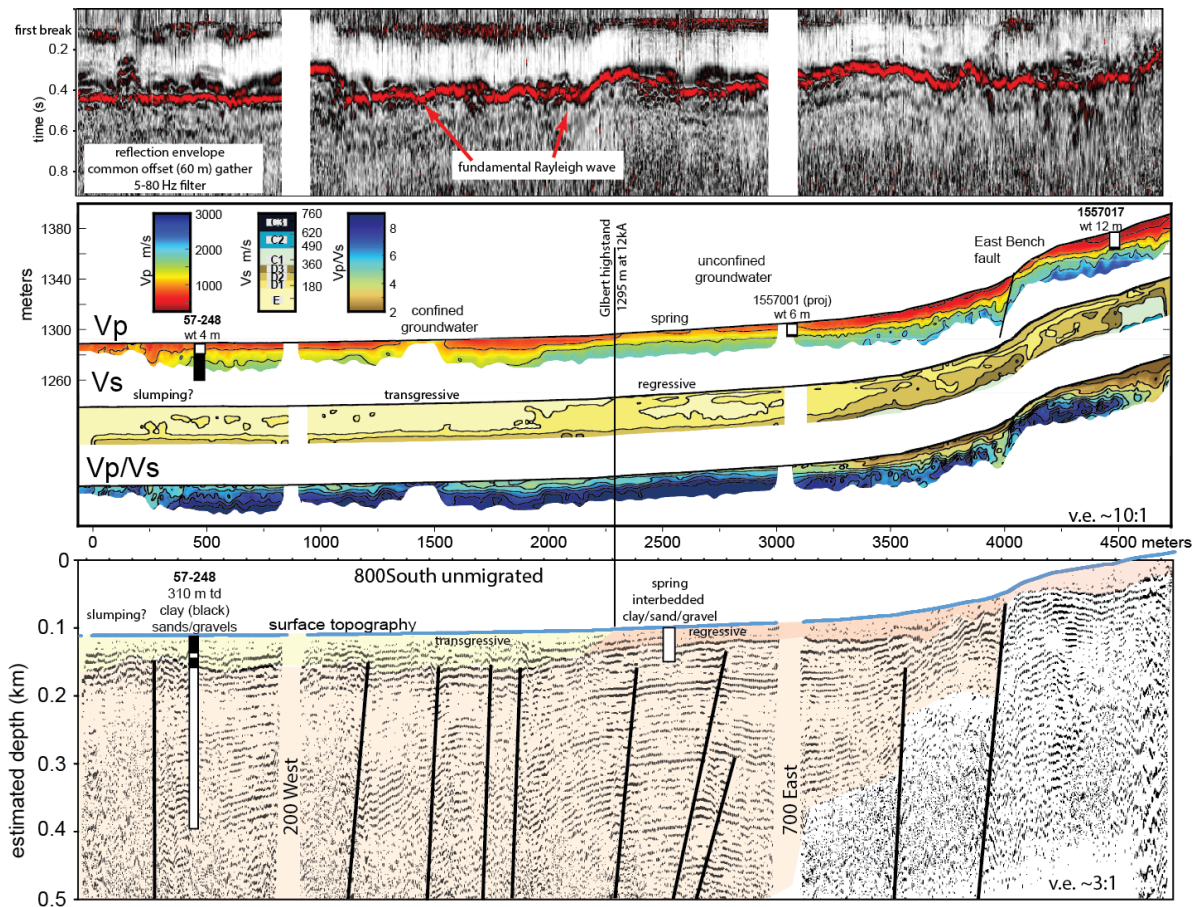 first break
0.2
0.4
0.6
0.8
time (s)
reflection envelope
common offset (60 m) gather
5-80 Hz filter
fundamental Rayleigh wave
1380
1340
1300
1260
meters
Vp m/s
3000
2000
1000
Vs m/s
C2
C1
D3
D2
D1
E
760
620
490
360
260
180
Vp/Vs
8
6
4
2
Glbert highstand
1295 m at 12kA
1557017
wt 12 m
East Bench
fault
unconfined
groundwater
1557001 (proj)
wt 6 m
spring
confined
groundwater
57-248
wt 4 m
Vp
Vs
slumping?
transgressive
regressive
Vp/Vs
v.e. ~10:1
0
500
1000
1500
2000
2500
3000
3500
4000
4500 meters
0
0.1
0.2
0.3
0.4
0.5
estimated depth (km)
57-248
310 m td
clay (black)
sands/gravels
slumping?
800South unmigrated
surface topography
transgressive
spring
interbedded
clay/sand/gravel
regressive
200 West
700 East
v.e. ~3:1